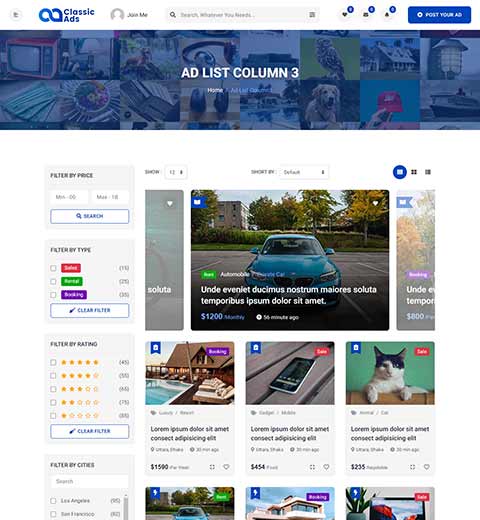 Classic
Ads
Join Me
Search, Whatever You Needs...
0
0
0
POST YOUR AD
AD LIST COLUMN 3
Home / Ad List Column3
FILTER BY PRICE
Min - 00
Max - 1B
SEARCH
SHOW :
12
SHORT BY :
Default
FILTER BY TYPE
Sales (15)
Rental (25)
Booking (35)
CLEAR FILTER
soluta
Rent Automobile / Private Car
Unde eveniet ducimus nostrum maiores soluta
temporibus ipsum dolor sit amet.
$1200 /Monthly
56 minute ago
Booking
Unde ev
tempori
$800
FILTER BY RATING
(45)
(55)
(65)
(75)
(85)
CLEAR FILTER
Booking
Luxury / Resort
Lorem ipsum dolor sit amet
consect adipisicing elit
Uttara, Dhaka 30 min ago
$1590
Sale
Gadget / Mobile
Lorem ipsum dolor sit amet
consect adipisicing elit
Uttara, Dhaka 30 min ago
$454 /Fixed
Sale
Animal / Cat
Lorem ipsum dolor sit amet
consect adipisicing elit
Uttara, Dhaka 30 min ago
$235 /Negotiable
FILTER BY CITIES
Search
Los Angeles (95)
San Francisco (82)
Rent
Booking
Sale